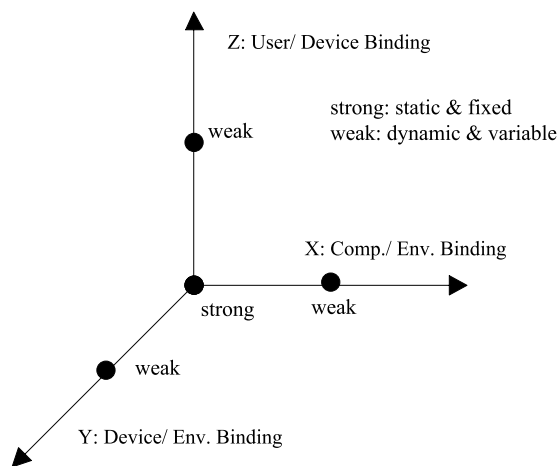 Z: User/ Device Binding
strong: static & fixed
weak
weak: dynamic & variable
X: Comp./ Env. Binding
strong
weak
weak
Y: Device/ Env. Binding